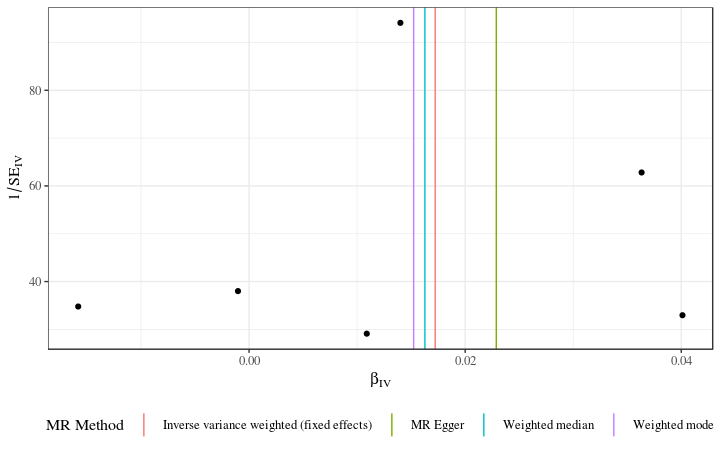 80
60
40
1/SE_IV
0.00
0.02
0.04
β_IV
MR Method Inverse variance weighted (fixed effects) MR Egger Weighted median Weighted mode